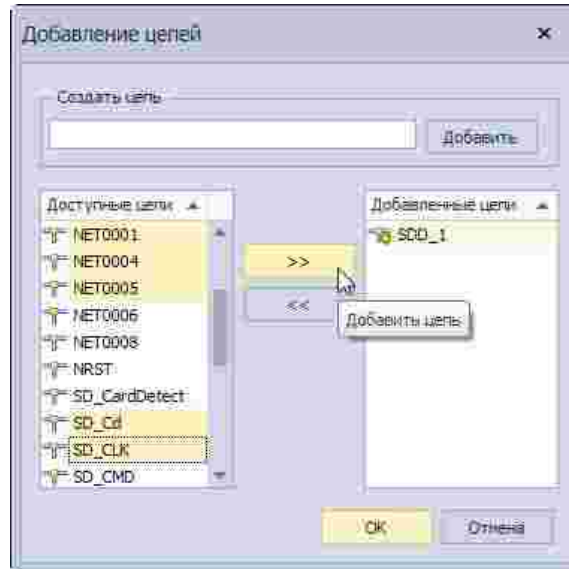 Добавление цепей
Создать цепь
Добавить
Доступные цепи
NET0001
NET0004
NET0005
NET0006
NET0008
NRST
SD_CardDetect
SD_Cd
SD_CLK
SD_CMD
>>
<<
Добавить цепь
Добавленные цепи
SDD_1
OK
Отмена